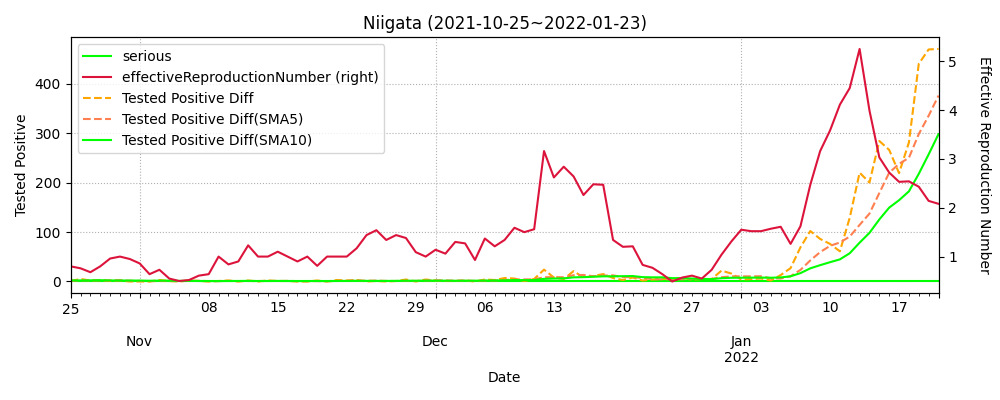 Niigata (2021-10-25~2022-01-23)
serious
effectiveReproductionNumber (right)
Tested Positive Diff
Tested Positive Diff(SMA5)
Tested Positive Diff(SMA10)
Tested Positive
400
300
200
100
0
5
4
3
2
1
Effective Reproduction Number
25 08 15 22 29 06 13 20 27 03 10 17
Nov Dec Jan
2022
Date